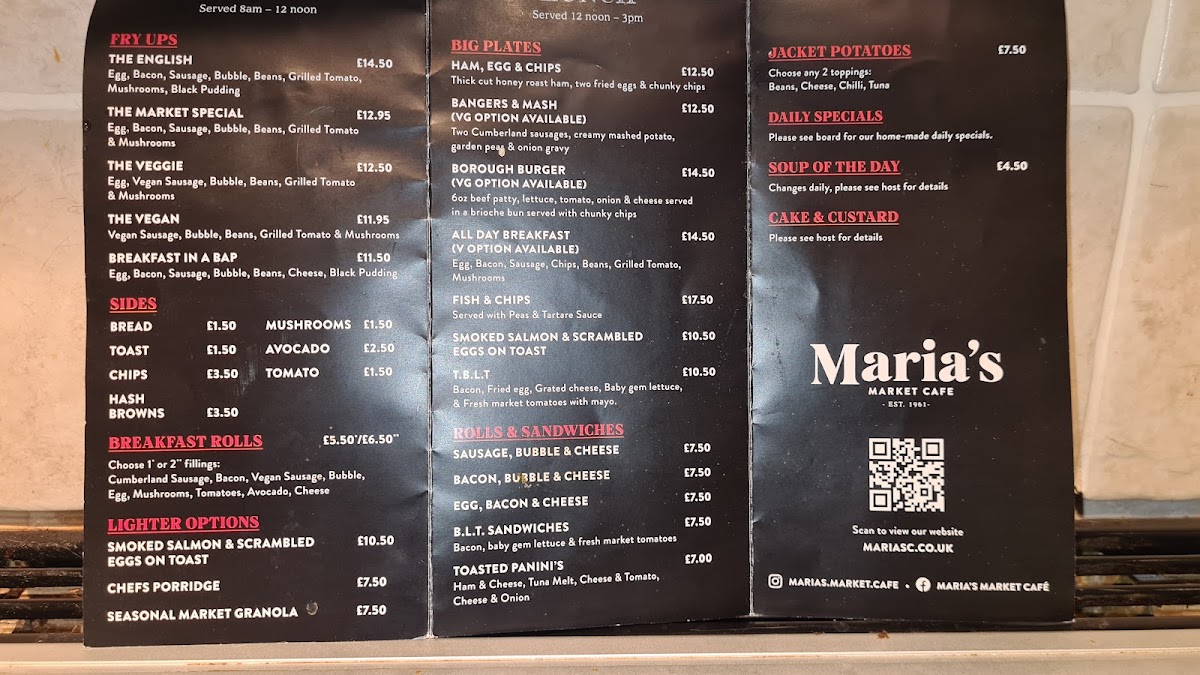 Served 8am – 12 noon
FRY UPS
THE ENGLISH £14.50
Egg, Bacon, Sausage, Bubble, Beans, Grilled Tomato,
Mushrooms, Black Pudding
THE MARKET SPECIAL £12.95
Egg, Bacon, Sausage, Bubble, Beans, Grilled Tomato
& Mushrooms
THE VEGGIE £12.50
Egg, Vegan Sausage, Bubble, Beans, Grilled Tomato
& Mushrooms
THE VEGAN £11.95
Vegan Sausage, Bubble, Beans, Grilled Tomato & Mushrooms
BREAKFAST IN A BAP £11.50
Egg, Bacon, Sausage, Bubble, Beans, Cheese, Black Pudding
SIDES
BREAD £1.50 MUSHROOMS £1.50
TOAST £1.50 AVOCADO £2.50
CHIPS £3.50 TOMATO £1.50
HASH
BROWNS £3.50
BREAKFAST ROLLS £5.50'/£6.50''
Choose 1' or 2'' fillings:
Cumberland Sausage, Bacon, Vegan Sausage, Bubble,
Egg, Mushrooms, Tomatoes, Avocado, Cheese
LIGHTER OPTIONS
SMOKED SALMON & SCRAMBLED £10.50
EGGS ON TOAST
CHEFS PORRIDGE £7.50
SEASONAL MARKET GRANOLA £7.50
LUNCH
Served 12 noon – 3pm
BIG PLATES
HAM, EGG & CHIPS £12.50
Thick cut honey roast ham, two fried eggs & chunky chips
BANGERS & MASH £12.50
(VG OPTION AVAILABLE)
Two Cumberland sausages, creamy mashed potato,
garden peas & onion gravy
BOROUGH BURGER £14.50
(VG OPTION AVAILABLE)
6oz beef patty, lettuce, tomato, onion & cheese served
in a brioche bun served with chunky chips
ALL DAY BREAKFAST £14.50
(V OPTION AVAILABLE)
Egg, Bacon, Sausage, Chips, Beans, Grilled Tomato,
Mushrooms
FISH & CHIPS £17.50
Served with Peas & Tartare Sauce
SMOKED SALMON & SCRAMBLED £10.50
EGGS ON TOAST
T.B.L.T £10.50
Bacon, Fried egg, Grated cheese, Baby gem lettuce,
& Fresh market tomatoes with mayo.
ROLLS & SANDWICHES
SAUSAGE, BUBBLE & CHEESE £7.50
BACON, BUBBLE & CHEESE £7.50
EGG, BACON & CHEESE £7.50
B.L.T. SANDWICHES £7.50
Bacon, baby gem lettuce & fresh market tomatoes
TOASTED PANINI'S £7.00
Ham & Cheese, Tuna Melt, Cheese & Tomato,
Cheese & Onion
JACKET POTATOES £7.50
Choose any 2 toppings:
Beans, Cheese, Chilli, Tuna
DAILY SPECIALS
Please see board for our home-made daily specials.
SOUP OF THE DAY £4.50
Changes daily, please see host for details
CAKE & CUSTARD
Please see host for details
Maria's
MARKET CAFE
- EST. 1961-
Scan to view our website
MARIASC.CO.UK
MARIAS.MARKET.CAFE • MARIA'S MARKET CAFÉ